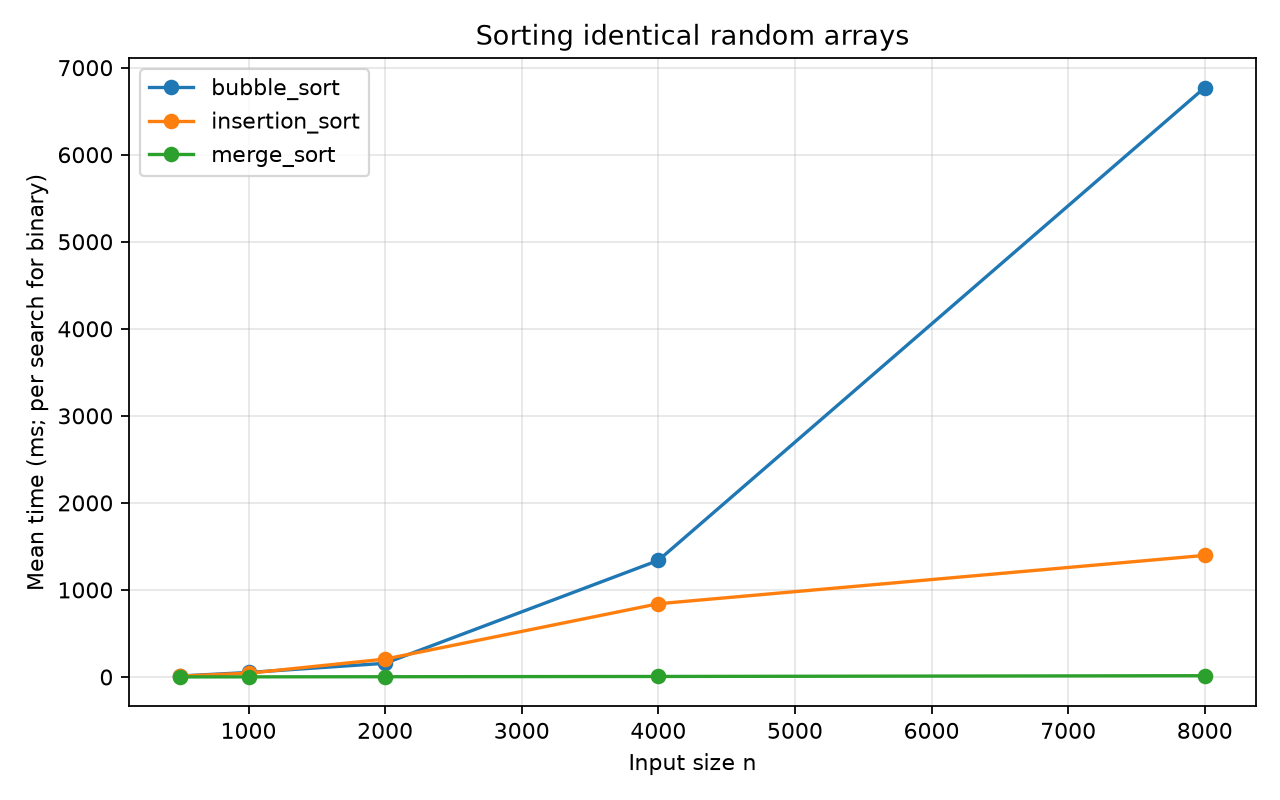 Sorting identical random arrays
bubble_sort
insertion_sort
merge_sort
Mean time (ms; per search for binary)
7000
6000
5000
4000
3000
2000
1000
0
1000 2000 3000 4000 5000 6000 7000 8000
Input size n